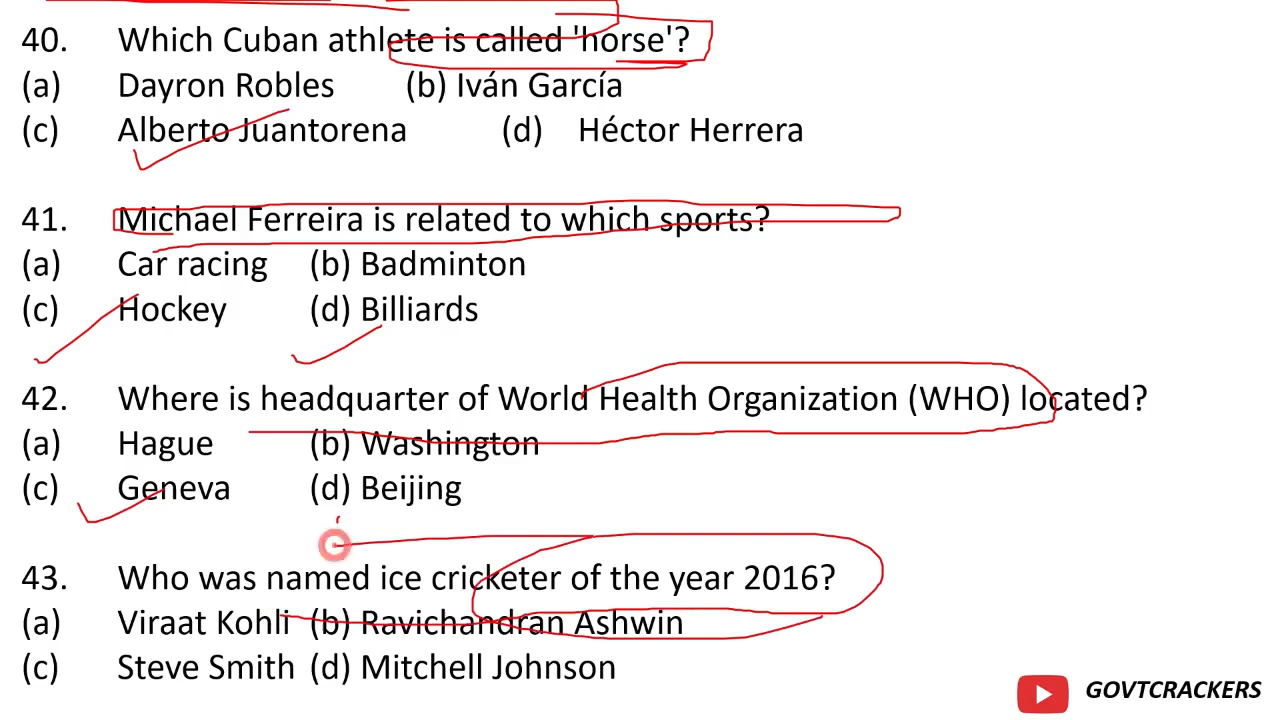 40. Which Cuban athlete is called 'horse'?
(a) Dayron Robles (b) Iván García
(c) Alberto Juantorena (d) Héctor Herrera
41. Michael Ferreira is related to which sports?
(a) Car racing (b) Badminton
(c) Hockey (d) Billiards
42. Where is headquarter of World Health Organization (WHO) located?
(a) Hague (b) Washington
(c) Geneva (d) Beijing
43. Who was named ice cricketer of the year 2016?
(a) Viraat Kohli (b) Ravichandran Ashwin
(c) Steve Smith (d) Mitchell Johnson
GOVTCRACKERS